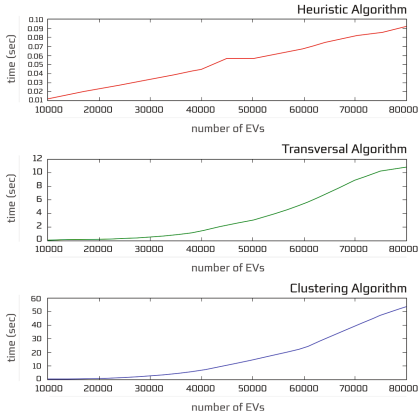 Heuristic Algorithm
0.10
0.09
0.08
0.07
0.06
0.05
0.04
0.03
0.02
0.01
time (sec)
10000 20000 30000 40000 50000 60000 70000 80000
number of EVs
Transversal Algorithm
12
10
8
6
4
2
0
time (sec)
10000 20000 30000 40000 50000 60000 70000 80000
number of EVs
Clustering Algorithm
60
50
40
30
20
10
0
time (sec)
10000 20000 30000 40000 50000 60000 70000 80000
number of EVs